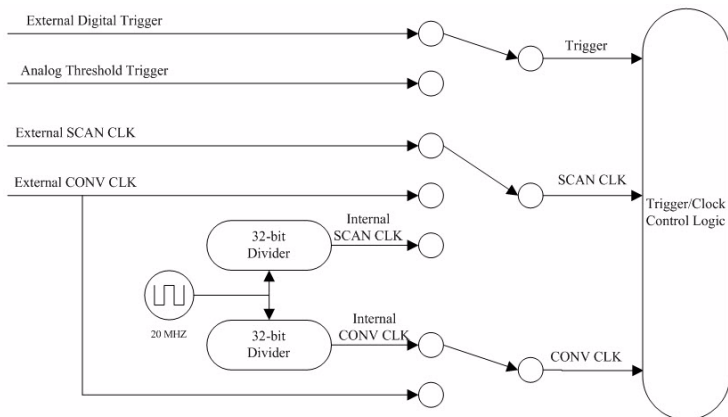 External Digital Trigger
Trigger
Analog Threshold Trigger
External SCAN CLK
External CONV CLK
SCAN CLK
Trigger/Clock
Control Logic
Internal
SCAN CLK
32-bit
Divider
20 MHZ
32-bit
Divider
Internal
CONV CLK
CONV CLK